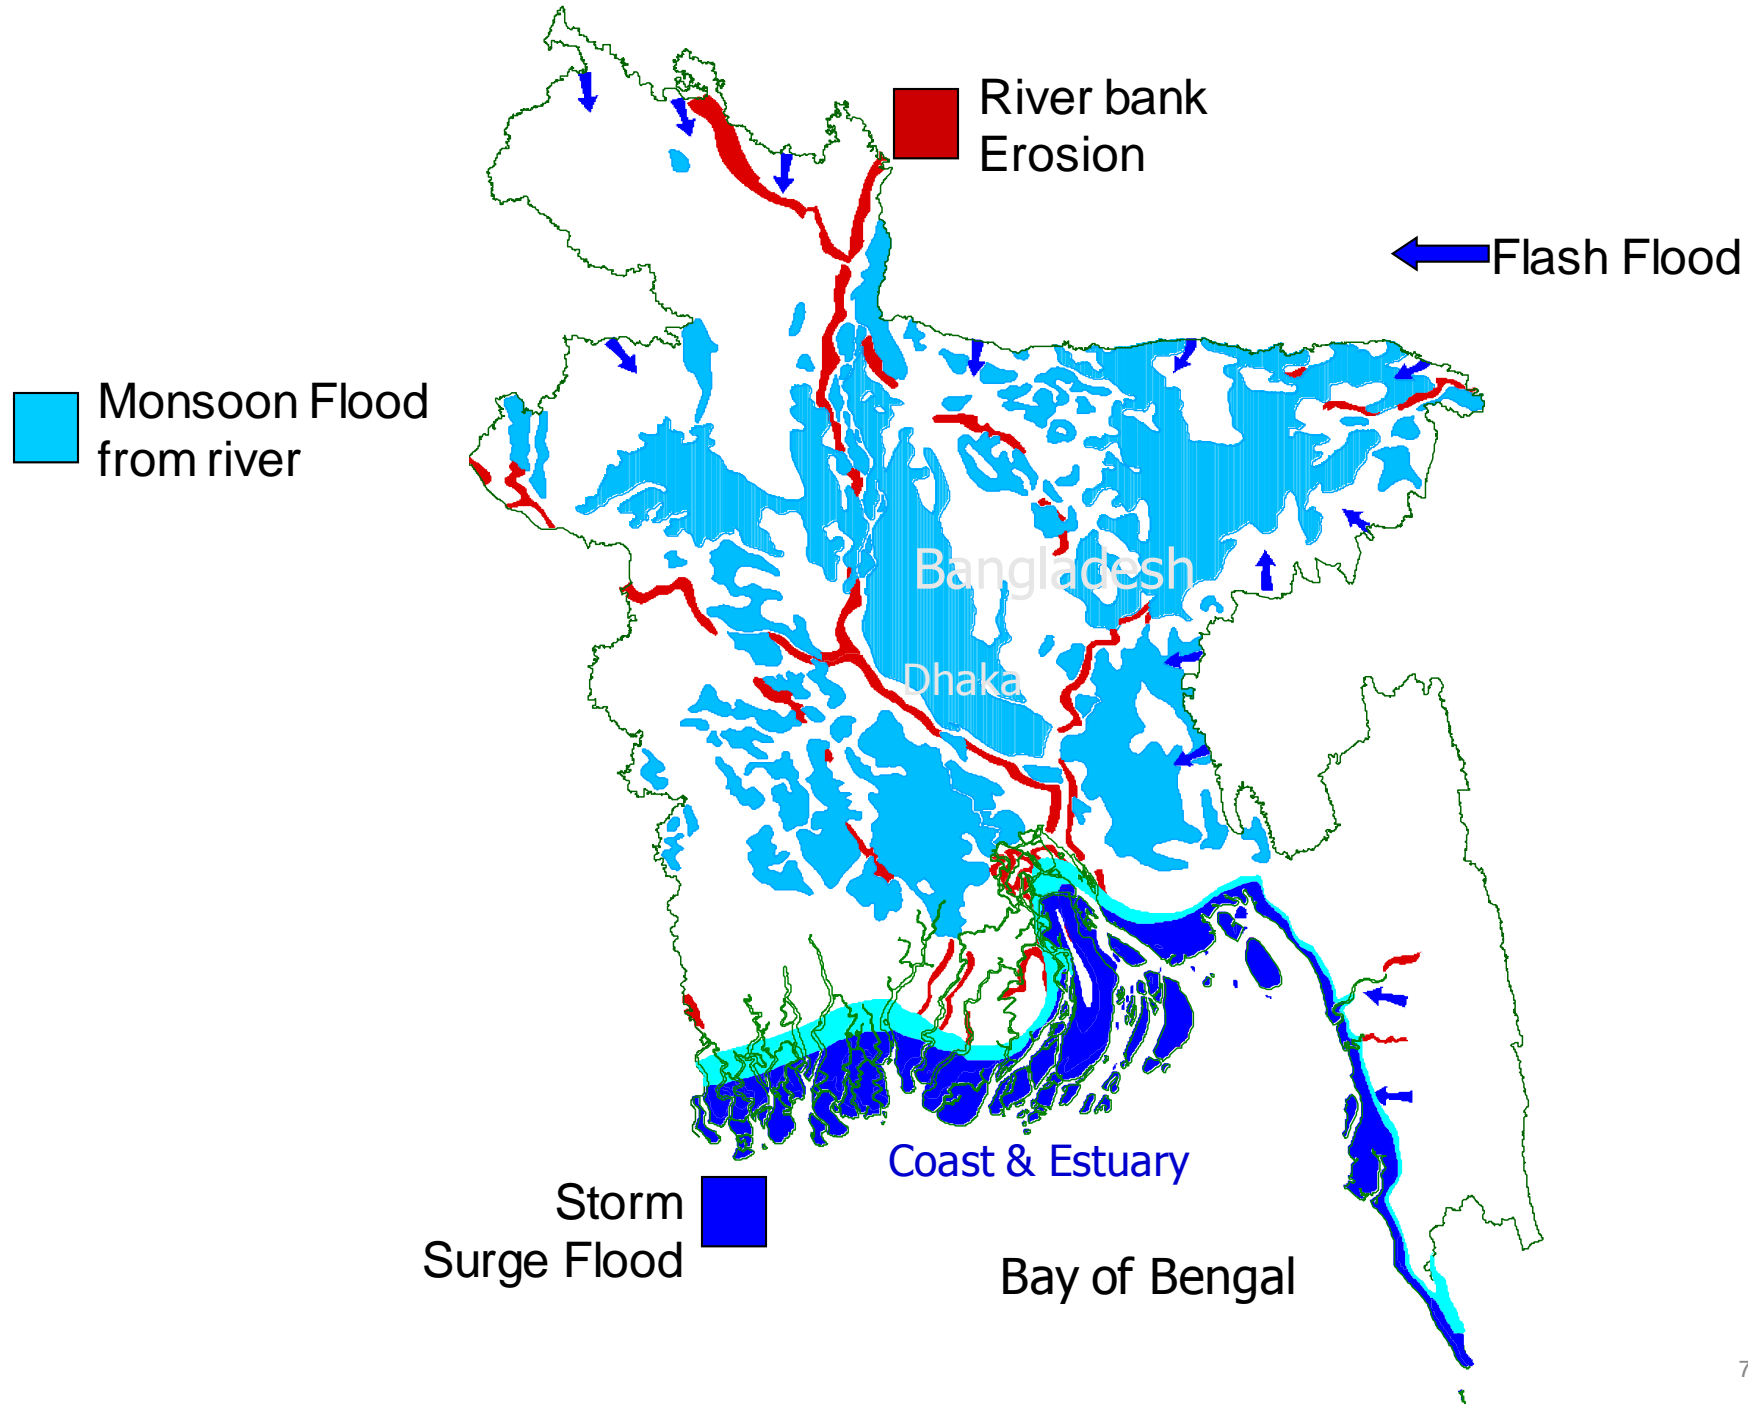 River bank
Erosion
Flash Flood
Monsoon Flood
from river
Bangladesh
Dhaka
Coast & Estuary
Storm
Surge Flood
Bay of Bengal
7